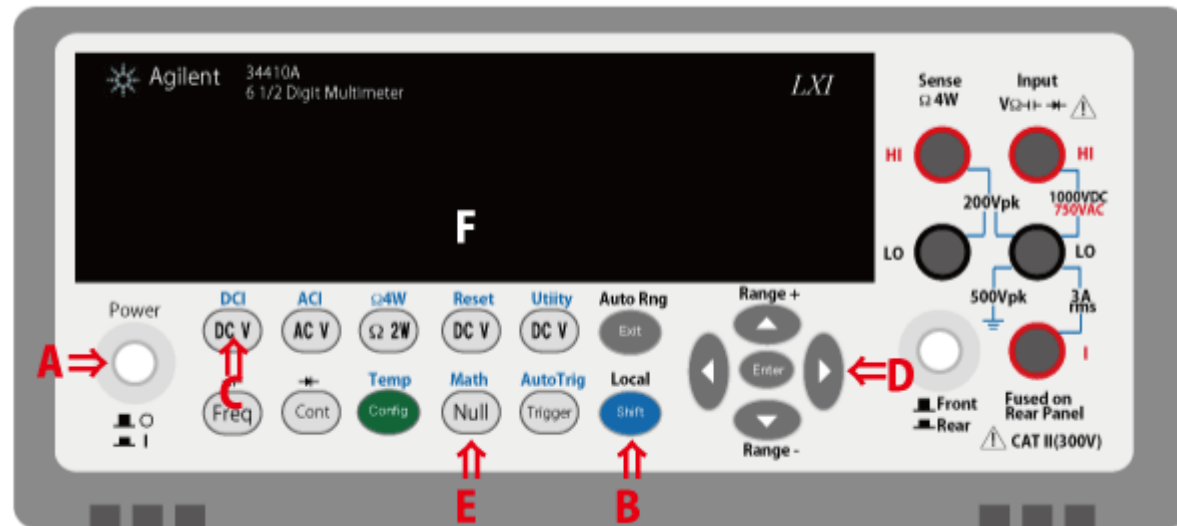 Agilent 34410A LXI
6 1/2 Digit Multimeter
Sense Input
Ω 4W VΩ
HI HI
200Vpk 1000VDC
750VAC
F
LO LO
DCI ACI Ω4W Reset Utiity Auto Rng Range +
500Vpk 3A
rms
Power
DC V AC V Ω 2W DC V DC V Exit
A Enter D I
C
Temp Math AutoTrig Local
Freq Cont Config Null Trigger Shift
O Front Fused on
I Rear Rear Panel
Range - CAT II(300V)
E B